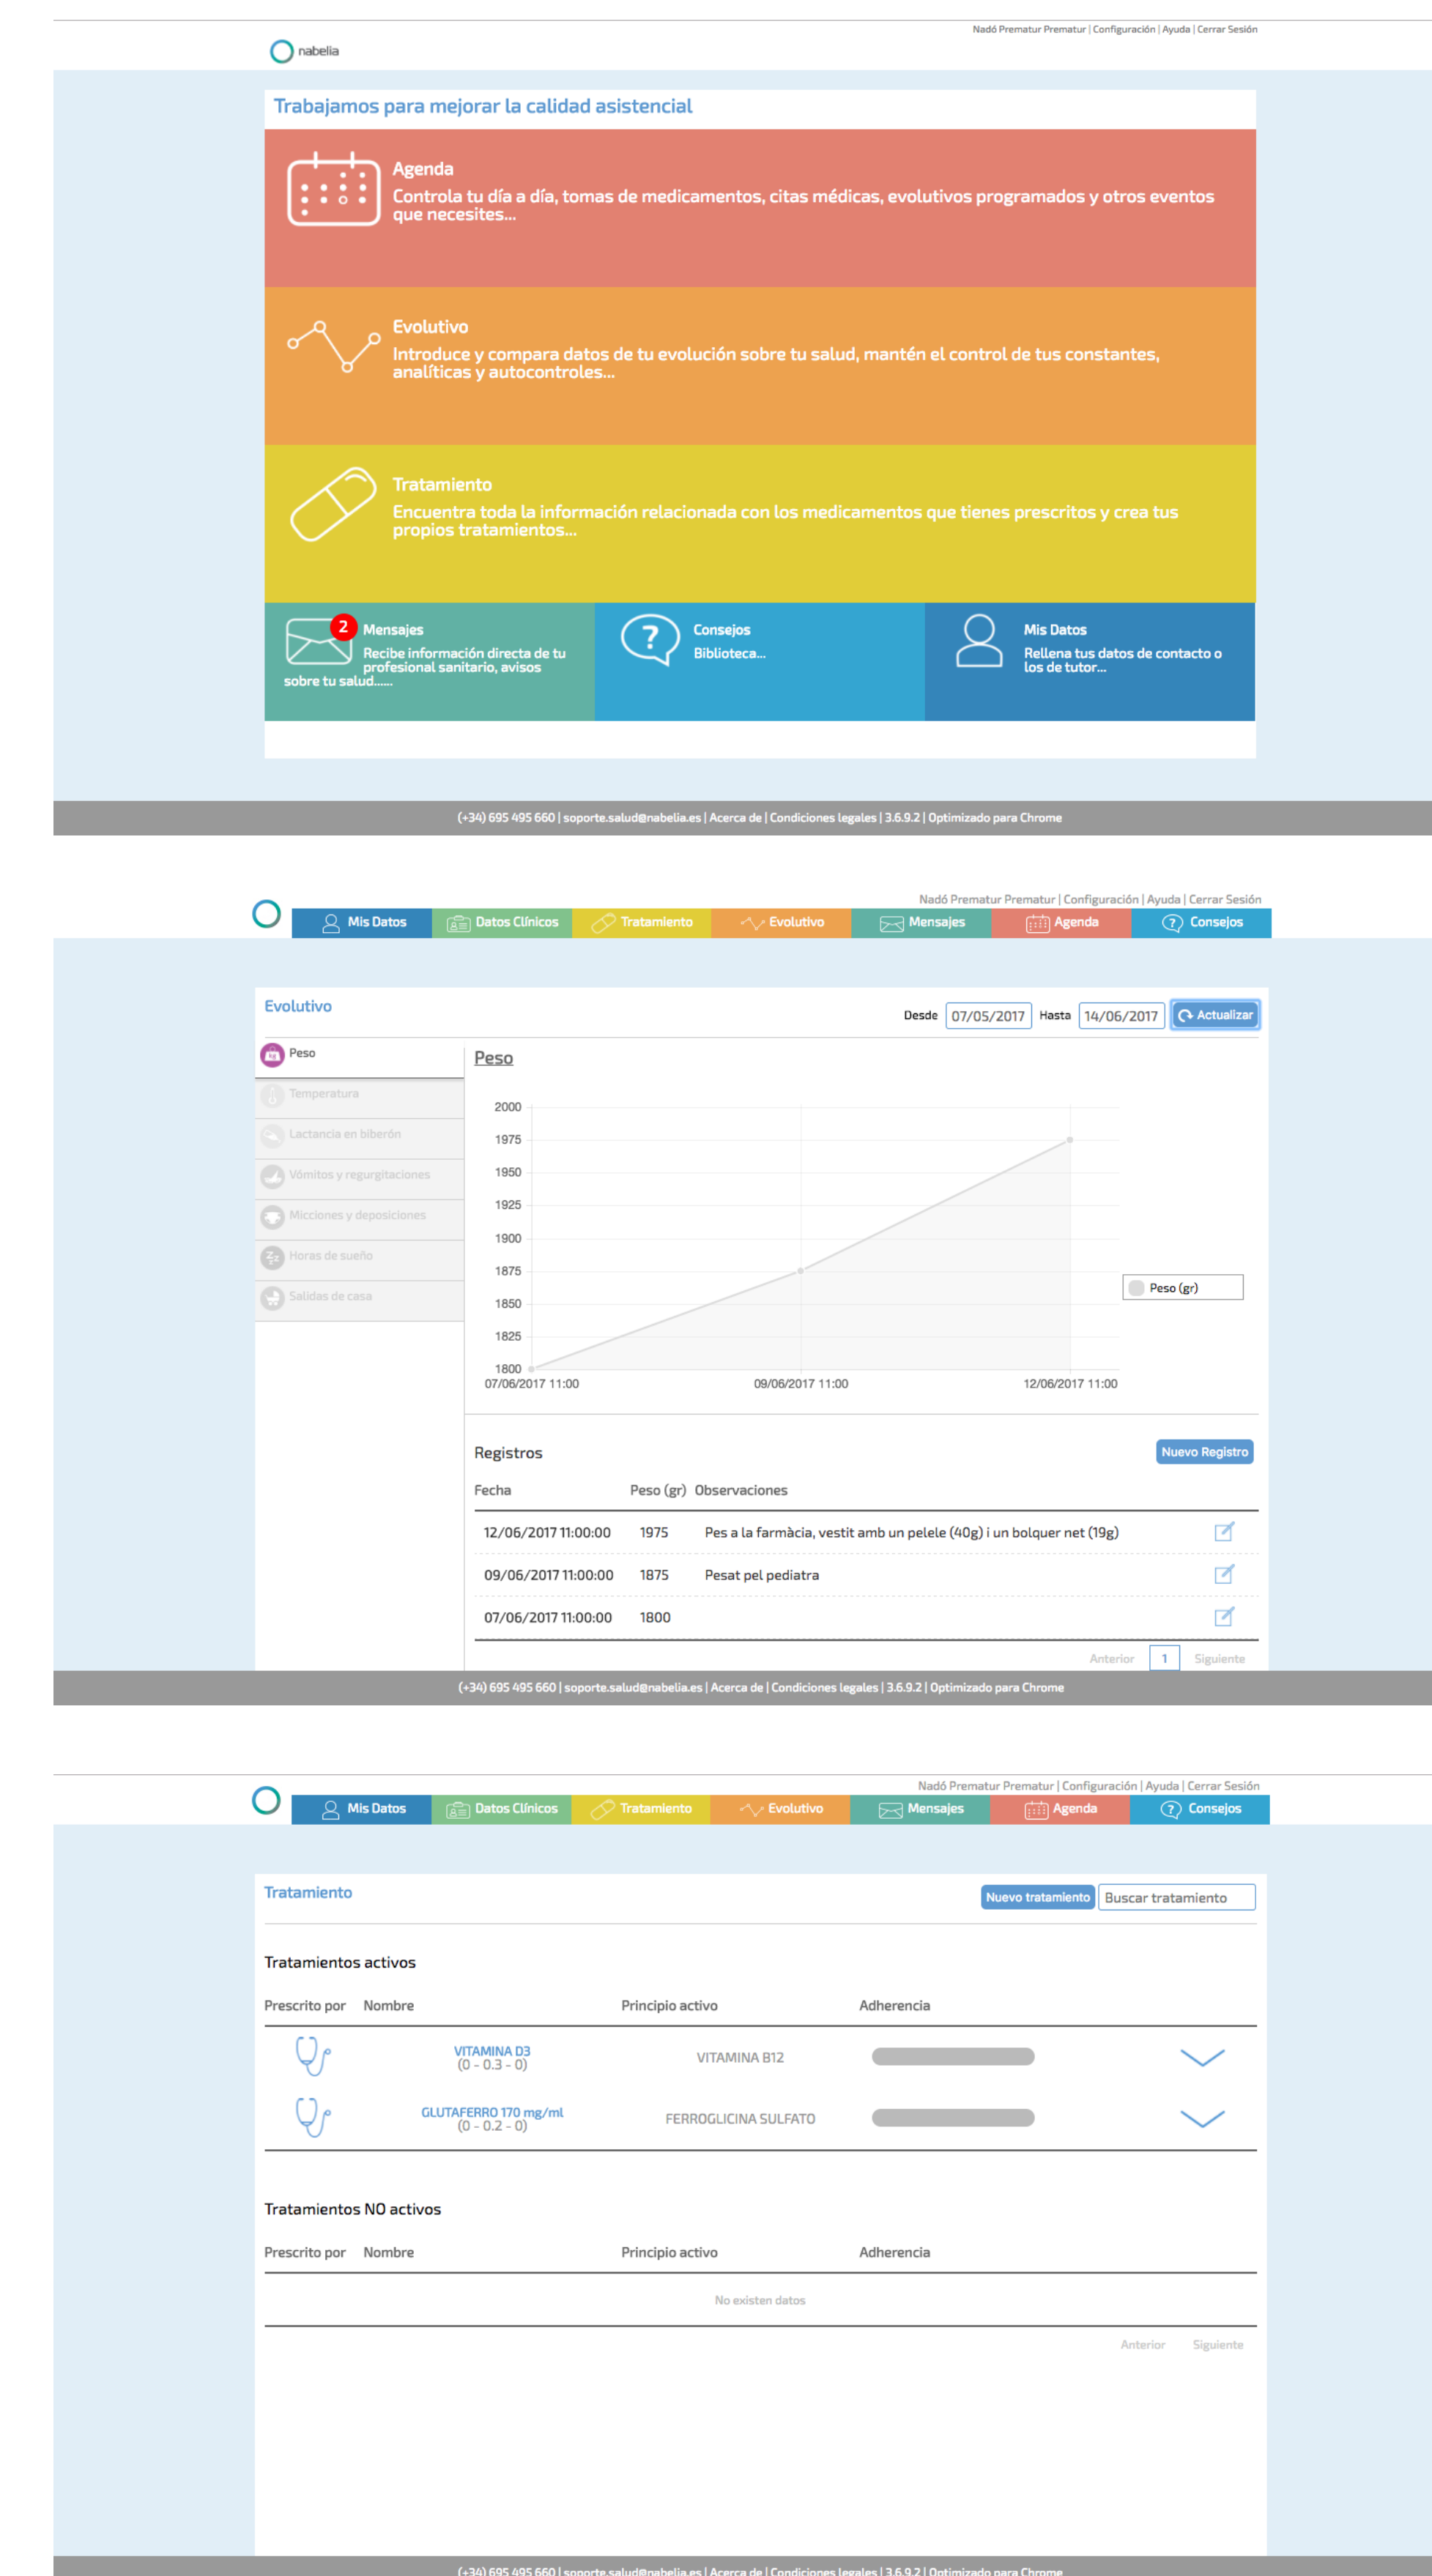 Nadó Prematur Prematur | Configuración | Ayuda | Cerrar Sesión
nabelia
Trabajamos para mejorar la calidad asistencial
Agenda
Controla tu día a día, tomas de medicamentos, citas médicas, evolutivos programados y otros eventos
que necesites...
Evolutivo
Introduce y compara datos de tu evolución sobre tu salud, mantén el control de tus constantes,
analíticas y autocontroles...
Tratamiento
Encuentra toda la información relacionada con los medicamentos que tienes prescritos y crea tus
propios tratamientos...
2
Mensajes
Recibe información directa de tu
profesional sanitario, avisos
sobre tu salud......
?
Consejos
Biblioteca...
Mis Datos
Rellena tus datos de contacto o
los de tutor...
(+34) 695 495 660 | soporte.salud@nabelia.es | Acerca de | Condiciones legales | 3.6.9.2 | Optimizado para Chrome
Nadó Prematur Prematur | Configuración | Ayuda | Cerrar Sesión
Mis Datos Datos Clínicos Tratamiento Evolutivo Mensajes Agenda ? Consejos
Evolutivo
Desde 07/05/2017 Hasta 14/06/2017 Actualizar
Peso
Temperatura
Lactancia en biberón
Vómitos y regurgitaciones
Micciones y deposiciones
Horas de sueño
Salidas de casa
Peso
2000
1975
1950
1925
1900
1875
1850
1825
1800
07/06/2017 11:00 09/06/2017 11:00 12/06/2017 11:00
Peso (gr)
Registros
Nuevo Registro
Fecha Peso (gr) Observaciones
12/06/2017 11:00:00 1975 Pes a la farmàcia, vestit amb un pelele (40g) i un bolquer net (19g)
09/06/2017 11:00:00 1875 Pesat pel pediatra
07/06/2017 11:00:00 1800
Anterior 1 Siguiente
(+34) 695 495 660 | soporte.salud@nabelia.es | Acerca de | Condiciones legales | 3.6.9.2 | Optimizado para Chrome
Nadó Prematur Prematur | Configuración | Ayuda | Cerrar Sesión
Mis Datos Datos Clínicos Tratamiento Evolutivo Mensajes Agenda ? Consejos
Tratamiento
Nuevo tratamiento Buscar tratamiento
Tratamientos activos
Prescrito por Nombre Principio activo Adherencia
VITAMINA D3 VITAMINA B12
(0 - 0.3 - 0)
GLUTAFERRO 170 mg/ml FERROGLICINA SULFATO
(0 - 0.2 - 0)
Tratamientos NO activos
Prescrito por Nombre Principio activo Adherencia
No existen datos
Anterior Siguiente
(+34) 695 495 660 | soporte.salud@nabelia.es | Acerca de | Condiciones legales | 3.6.9.2 | Optimizado para Chrome